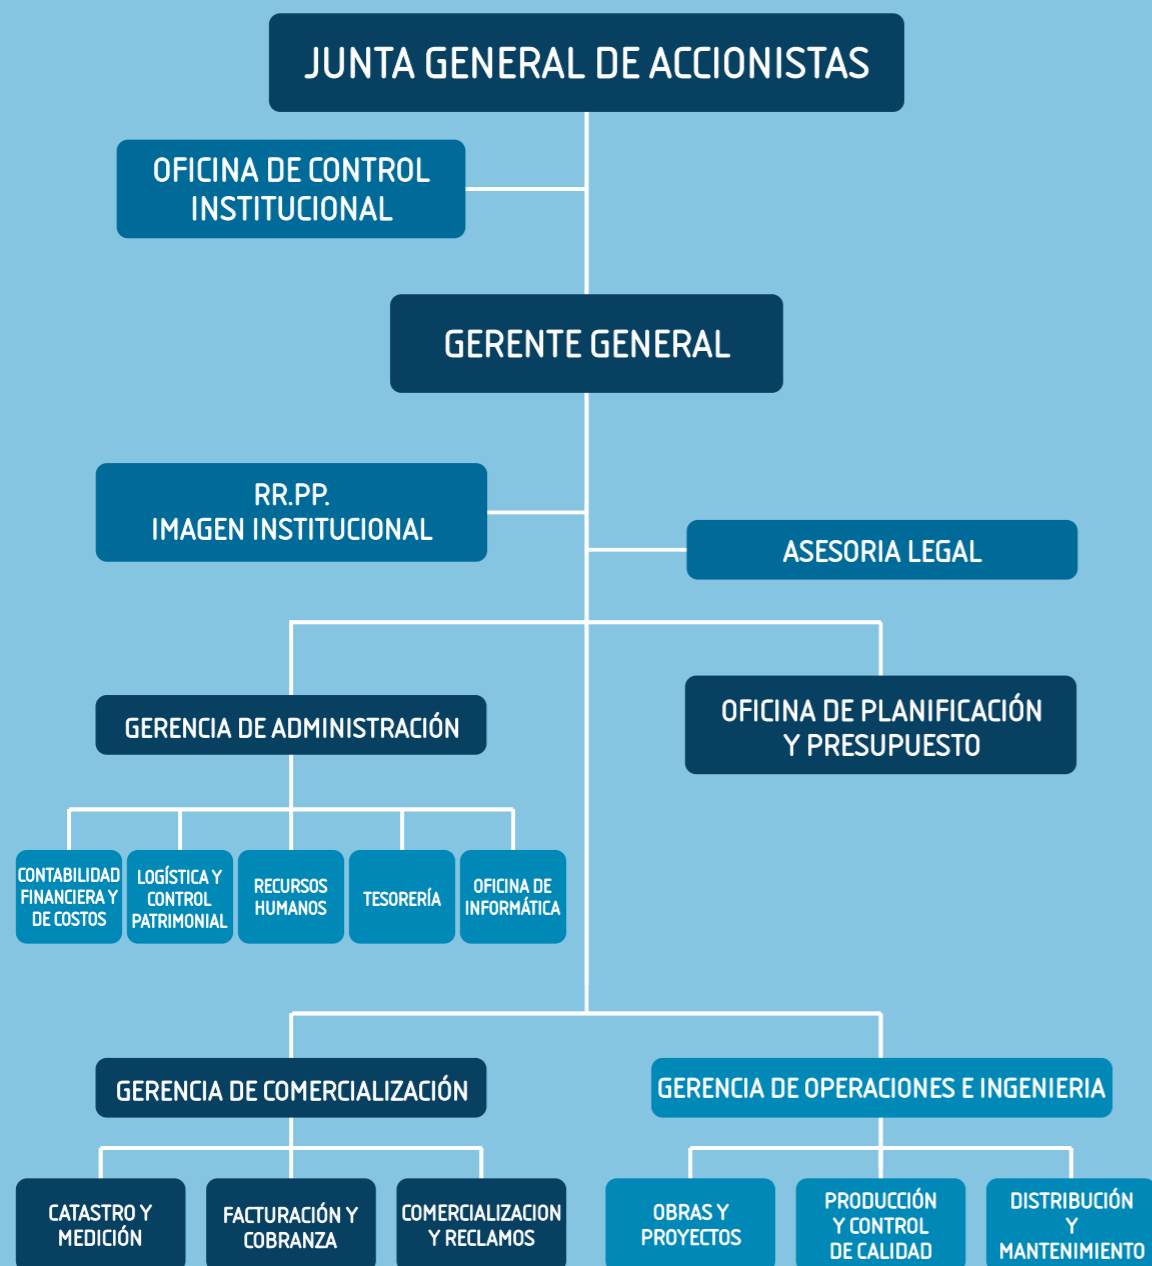 JUNTA GENERAL DE ACCIONISTAS
OFICINA DE CONTROL
INSTITUCIONAL
GERENTE GENERAL
RR.PP.
IMAGEN INSTITUCIONAL
ASESORIA LEGAL
GERENCIA DE ADMINISTRACIÓN
OFICINA DE PLANIFICACIÓN
Y PRESUPUESTO
CONTABILIDAD
FINANCIERA Y
DE COSTOS
LOGÍSTICA Y
CONTROL
PATRIMONIAL
RECURSOS
HUMANOS
TESORERÍA
OFICINA DE
INFORMÁTICA
GERENCIA DE COMERCIALIZACIÓN
GERENCIA DE OPERACIONES E INGENIERIA
CATASTRO Y
MEDICIÓN
FACTURACIÓN Y
COBRANZA
COMERCIALIZACION
Y RECLAMOS
OBRAS Y
PROYECTOS
PRODUCCIÓN
Y CONTROL
DE CALIDAD
DISTRIBUCIÓN
Y
MANTENIMIENTO